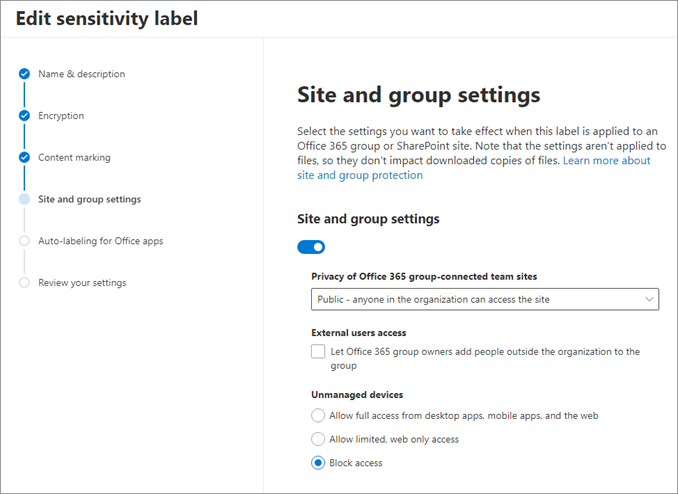 Edit sensitivity label
Name & description
Encryption
Content marking
Site and group settings
Auto-labeling for Office apps
Review your settings
Site and group settings
Select the settings you want to take effect when this label is applied to an
Office 365 group or SharePoint site. Note that the settings aren't applied to
files, so they don't impact downloaded copies of files. Learn more about
site and group protection
Site and group settings
Privacy of Office 365 group-connected team sites
Public - anyone in the organization can access the site
External users access
Let Office 365 group owners add people outside the organization to the
group
Unmanaged devices
Allow full access from desktop apps, mobile apps, and the web
Allow limited, web only access
Block access